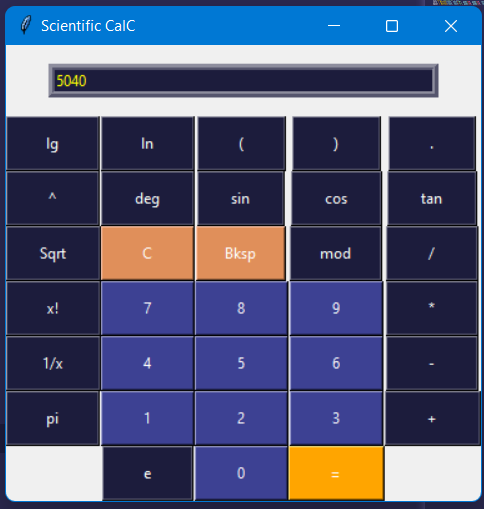 Scientific CalC
5040
lg ln ( ) .
^ deg sin cos tan
Sqrt C Bksp mod /
x! 7 8 9 *
1/x 4 5 6 -
pi 1 2 3 +
e 0 =